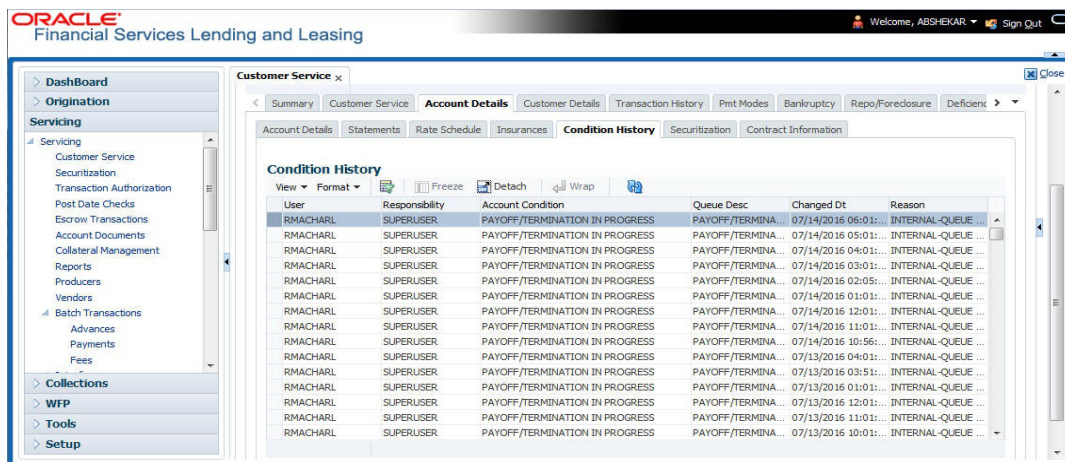 ORACLE
Financial Services Lending and Leasing
Welcome, ABSHEKAR Sign Out
DashBoard
Origination
Servicing
Servicing
Customer Service
Securitization
Transaction Authorization
Post Date Checks
Escrow Transactions
Account Documents
Collateral Management
Reports
Producers
Vendors
Batch Transactions
Advances
Payments
Fees
Collections
WFP
Tools
Setup
Customer Service x
Close
Summary Customer Service Account Details Customer Details Transaction History Pmt Modes Bankruptcy Repo/Foreclosure Deficienc
Account Details Statements Rate Schedule Insurances Condition History Securitization Contract Information
Condition History
View Format Freeze Detach Wrap
User Responsibility Account Condition Queue Desc Changed Dt Reason
RMACHARL SUPERUSER PAYOFF/TERMINATION IN PROGRESS PAYOFF/TERMINA... 07/14/2016 06:01:... INTERNAL-QUEUE ...
RMACHARL SUPERUSER PAYOFF/TERMINATION IN PROGRESS PAYOFF/TERMINA... 07/14/2016 05:01:... INTERNAL-QUEUE ...
RMACHARL SUPERUSER PAYOFF/TERMINATION IN PROGRESS PAYOFF/TERMINA... 07/14/2016 04:01:... INTERNAL-QUEUE ...
RMACHARL SUPERUSER PAYOFF/TERMINATION IN PROGRESS PAYOFF/TERMINA... 07/14/2016 03:01:... INTERNAL-QUEUE ...
RMACHARL SUPERUSER PAYOFF/TERMINATION IN PROGRESS PAYOFF/TERMINA... 07/14/2016 02:05:... INTERNAL-QUEUE ...
RMACHARL SUPERUSER PAYOFF/TERMINATION IN PROGRESS PAYOFF/TERMINA... 07/14/2016 01:01:... INTERNAL-QUEUE ...
RMACHARL SUPERUSER PAYOFF/TERMINATION IN PROGRESS PAYOFF/TERMINA... 07/14/2016 12:01:... INTERNAL-QUEUE ...
RMACHARL SUPERUSER PAYOFF/TERMINATION IN PROGRESS PAYOFF/TERMINA... 07/14/2016 11:01:... INTERNAL-QUEUE ...
RMACHARL SUPERUSER PAYOFF/TERMINATION IN PROGRESS PAYOFF/TERMINA... 07/14/2016 10:56:... INTERNAL-QUEUE ...
RMACHARL SUPERUSER PAYOFF/TERMINATION IN PROGRESS PAYOFF/TERMINA... 07/13/2016 04:01:... INTERNAL-QUEUE ...
RMACHARL SUPERUSER PAYOFF/TERMINATION IN PROGRESS PAYOFF/TERMINA... 07/13/2016 03:51:... INTERNAL-QUEUE ...
RMACHARL SUPERUSER PAYOFF/TERMINATION IN PROGRESS PAYOFF/TERMINA... 07/13/2016 01:01:... INTERNAL-QUEUE ...
RMACHARL SUPERUSER PAYOFF/TERMINATION IN PROGRESS PAYOFF/TERMINA... 07/13/2016 12:01:... INTERNAL-QUEUE ...
RMACHARL SUPERUSER PAYOFF/TERMINATION IN PROGRESS PAYOFF/TERMINA... 07/13/2016 11:01:... INTERNAL-QUEUE ...
RMACHARL SUPERUSER PAYOFF/TERMINATION IN PROGRESS PAYOFF/TERMINA... 07/13/2016 10:01:... INTERNAL-QUEUE ...